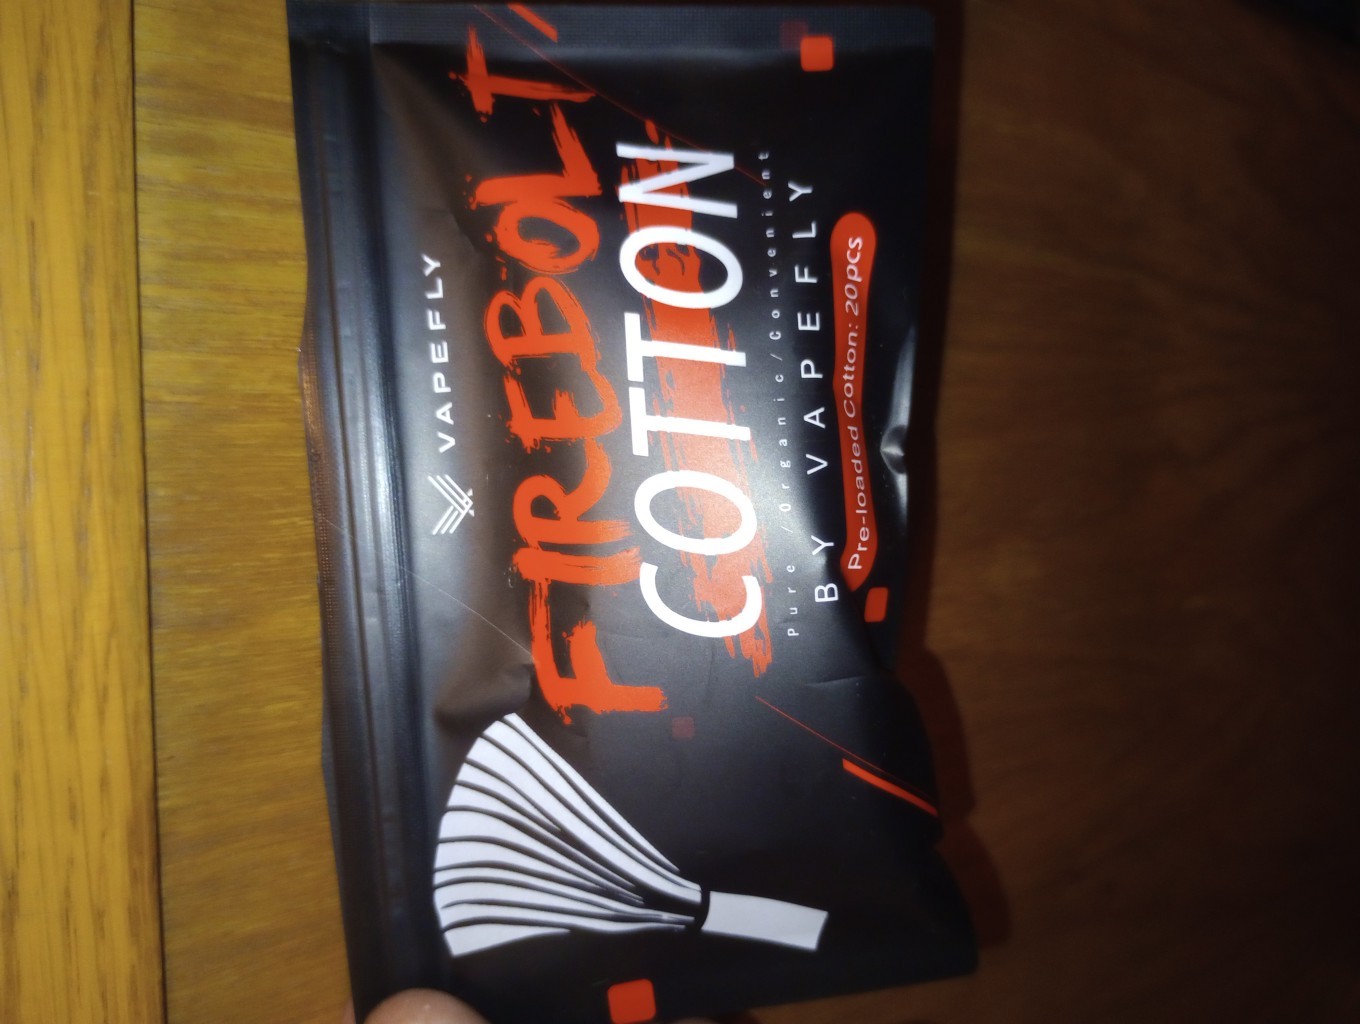 VAPEFLY
FIREBOLT
COTTON
Pure /Organic/Convenient
BY VAPEFLY
Pre-loaded Cotton: 20pcs